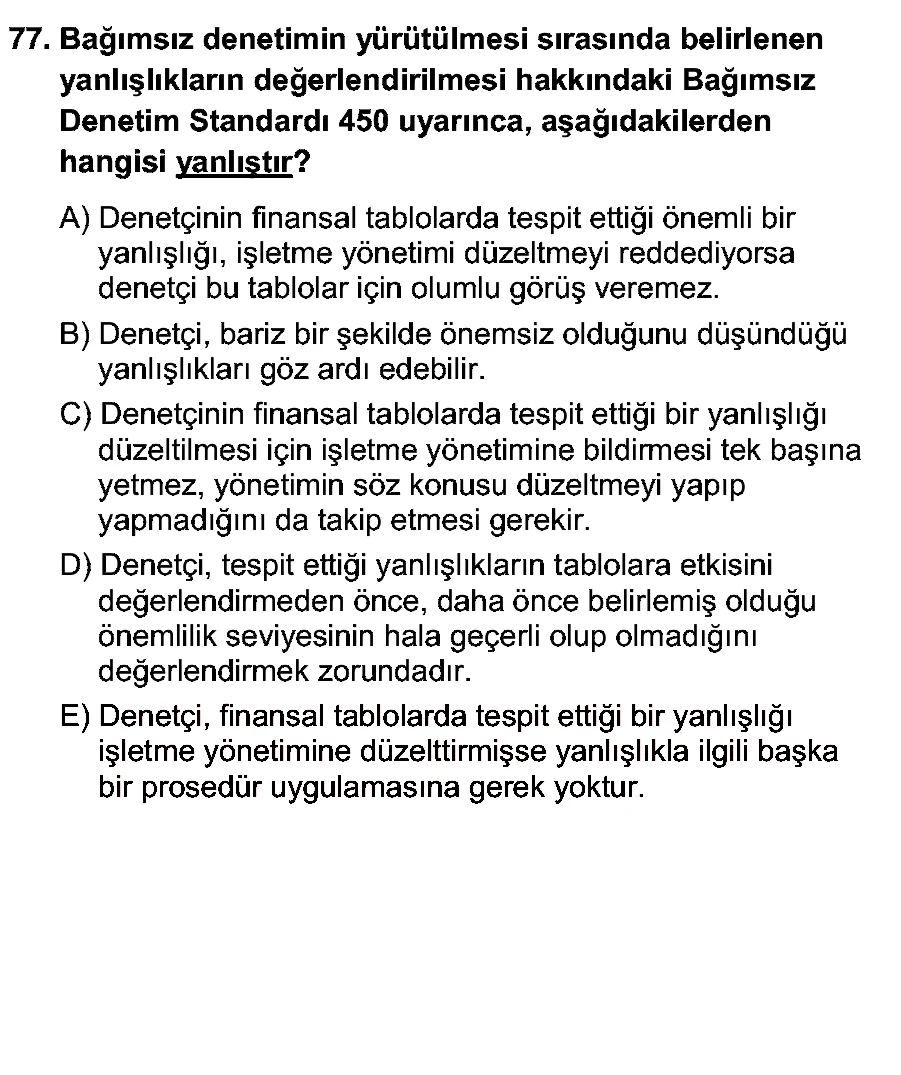 77. Bağımsız denetimin yürütülmesi sırasında belirlenen
yanlışlıkların değerlendirilmesi hakkındaki Bağımsız
Denetim Standardı 450 uyarınca, aşağıdakilerden
hangisi yanlıştır?
A) Denetçinin finansal tablolarda tespit ettiği önemli bir
yanlışlığı, işletme yönetimi düzeltmeyi reddediyorsa
denetçi bu tablolar için olumlu görüş veremez.
B) Denetçi, bariz bir şekilde önemsiz olduğunu düşündüğü
yanlışlıkları göz ardı edebilir.
C) Denetçinin finansal tablolarda tespit ettiği bir yanlışlığı
düzeltilmesi için işletme yönetimine bildirmesi tek başına
yetmez, yönetimin söz konusu düzeltmeyi yapıp
yapmadığını da takip etmesi gerekir.
D) Denetçi, tespit ettiği yanlışlıkların tablolara etkisini
değerlendirmeden önce, daha önce belirlemiş olduğu
önemlilik seviyesinin hala geçerli olup olmadığını
değerlendirmek zorundadır.
E) Denetçi, finansal tablolarda tespit ettiği bir yanlışlığı
işletme yönetimine düzelttirmişse yanlışlıkla ilgili başka
bir prosedür uygulamasına gerek yoktur.